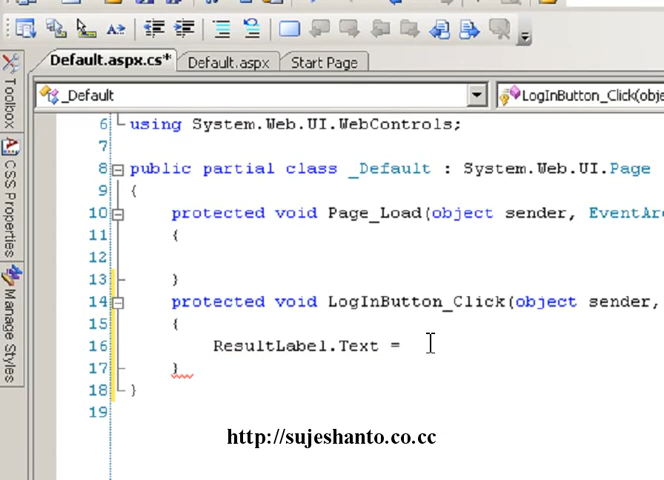 Default.aspx.cs* Default.aspx Start Page
_Default LogInButton_Click(obje
Toolbox
CSS Properties
Manage Styles
6 using System.Web.UI.WebControls;
7
8 public partial class _Default : System.Web.UI.Page
9 {
10 protected void Page_Load(object sender, EventAr
11 {
12
13 }
14 protected void LogInButton_Click(object sender,
15 {
16 ResultLabel.Text =
17 }
18 }
19
http://sujeshanto.co.cc